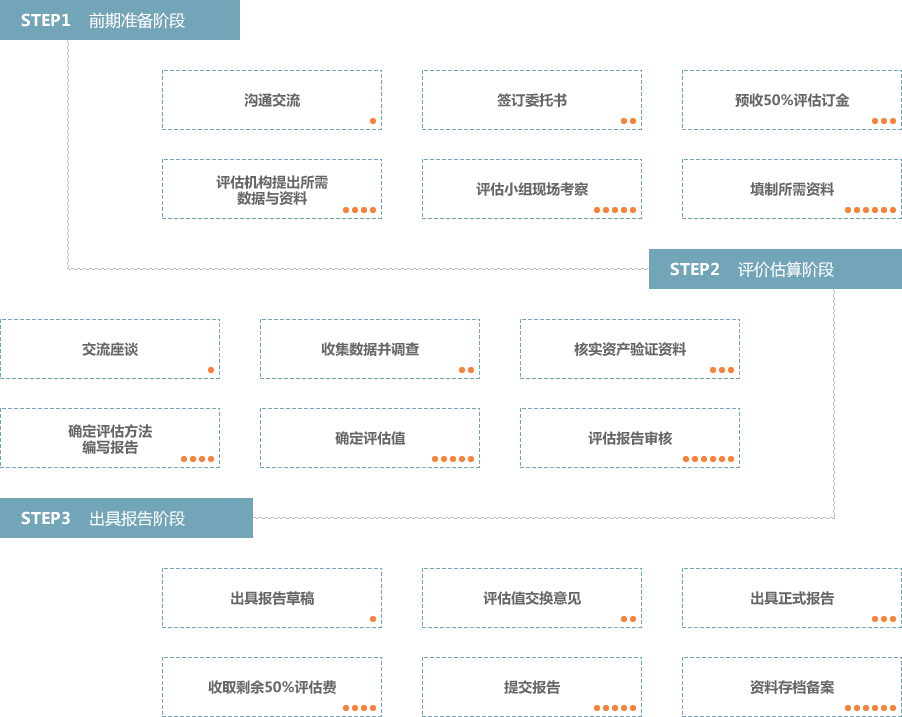 STEP1 前期准备阶段
沟通交流
签订委托书
预收50%评估订金
评估机构提出所需
数据与资料
评估小组现场考察
填制所需资料
STEP2 评价估算阶段
交流座谈
收集数据并调查
核实资产验证资料
确定评估方法
编写报告
确定评估值
评估报告审核
STEP3 出具报告阶段
出具报告草稿
评估值交换意见
出具正式报告
收取剩余50%评估费
提交报告
资料存档备案